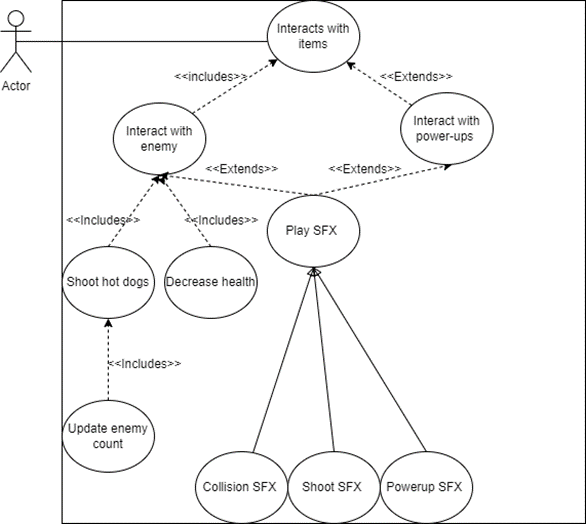 Interacts with
items
Actor
<<includes>>
<<Extends>>
Interact with
enemy
Interact with
power-ups
<<Extends>>
<<Extends>>
<<Includes>>
<<Includes>>
Play SFX
Shoot hot dogs
Decrease health
<<Includes>>
Update enemy
count
Collision SFX
Shoot SFX
Powerup SFX